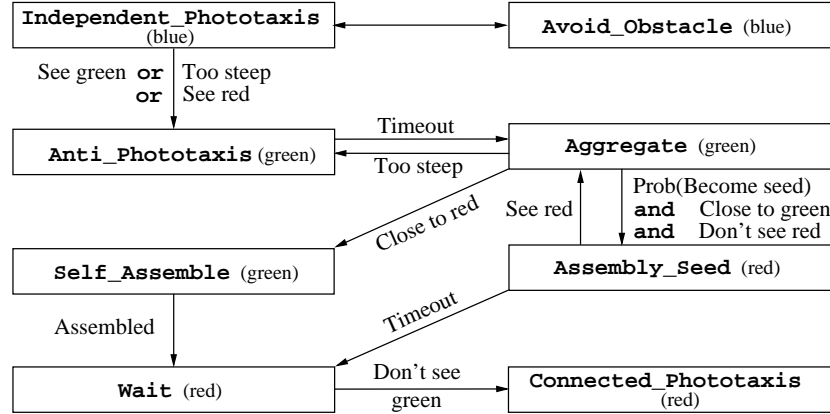 Independent_Phototaxis
(blue)
Avoid_Obstacle (blue)
See green or Too steep
or See red
Anti_Phototaxis (green)
Timeout
Too steep
Aggregate (green)
Close to red
See red
Prob(Become seed)
and Close to green
and Don't see red
Self_Assemble (green)
Assembly_Seed (red)
Assembled
Timeout
Wait (red)
Don't see
green
Connected_Phototaxis
(red)